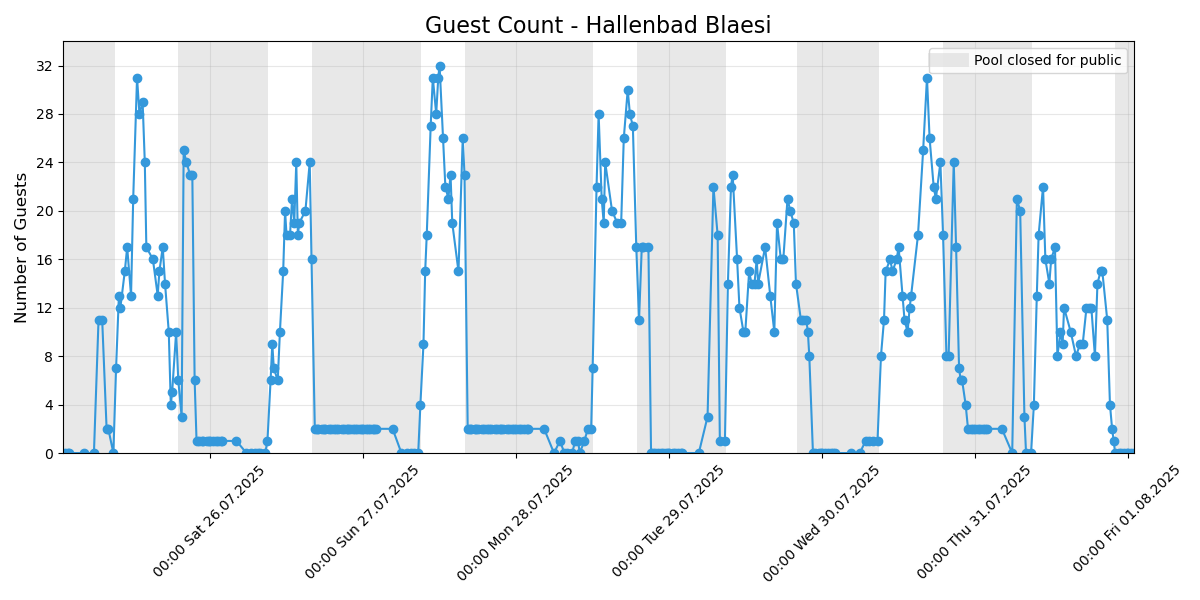 Guest Count - Hallenbad Blaesi
Pool closed for public
Number of Guests
32
28
24
20
16
12
8
4
0
00:00 Sat 26.07.2025
00:00 Sun 27.07.2025
00:00 Mon 28.07.2025
00:00 Tue 29.07.2025
00:00 Wed 30.07.2025
00:00 Thu 31.07.2025
00:00 Fri 01.08.2025